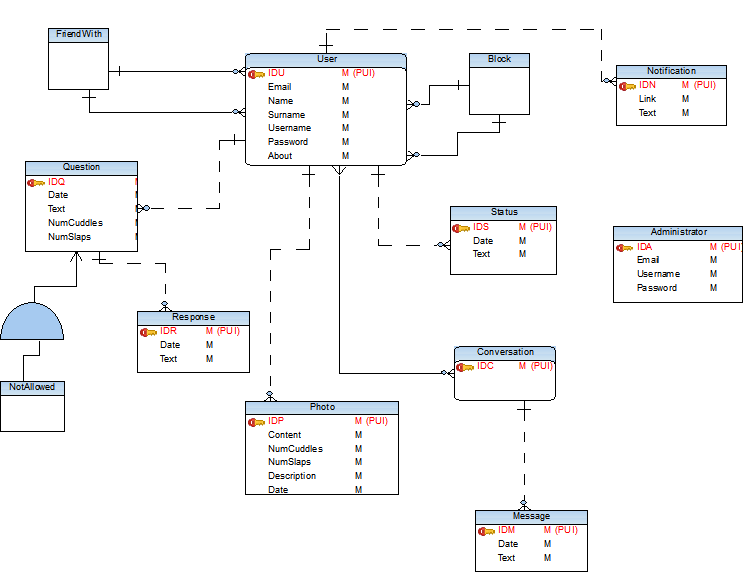 FriendWith
User
IDU M (PUI)
Email M
Name M
Surname M
Username M
Password M
About M
Block
Notification
IDN M (PUI)
Link M
Text M
Question
IDQ
Date
Text
NumCuddles
NumSlaps
Status
IDS M (PUI)
Date M
Text M
Administrator
IDA M (PUI)
Email M
Username M
Password M
Response
IDR M (PUI)
Date M
Text M
Conversation
IDC M (PUI)
NotAllowed
Photo
IDP M (PUI)
Content M
NumCuddles M
NumSlaps M
Description M
Date M
Message
IDM M (PUI)
Date M
Text M